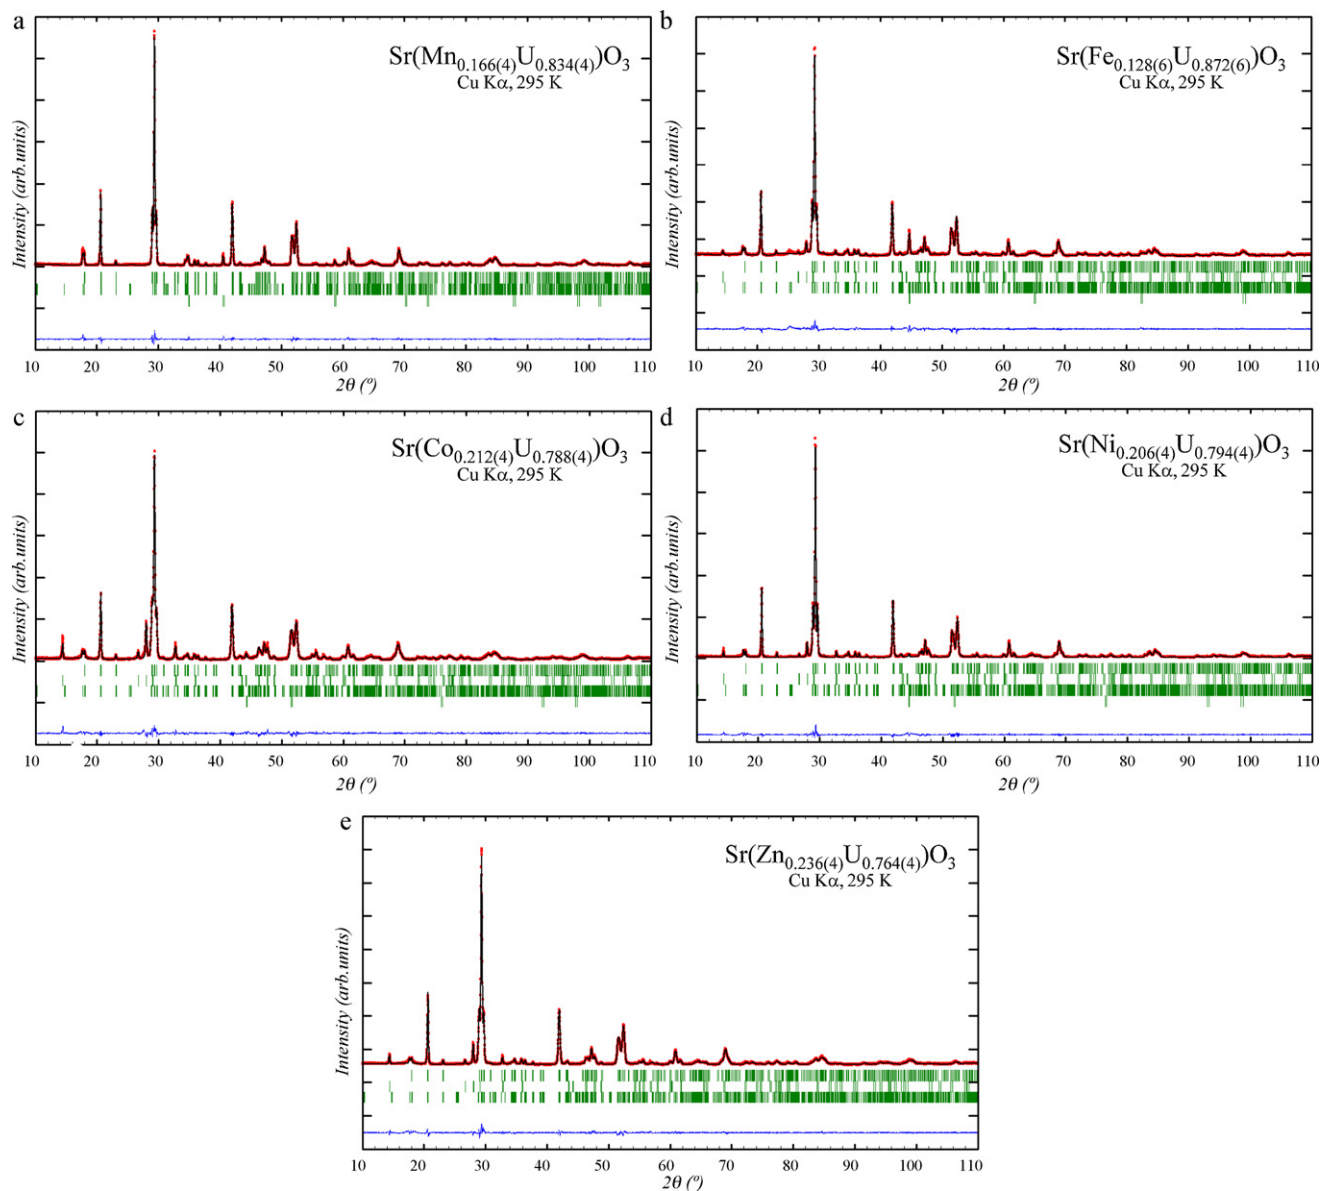 a
Sr(Mn0.166(4)U0.834(4))O3
Cu Kα, 295 K
Intensity (arb.units)
10 20 30 40 50 60 70 80 90 100 110
2θ (º)
b
Sr(Fe0.128(6)U0.872(6))O3
Cu Kα, 295 K
Intensity (arb.units)
10 20 30 40 50 60 70 80 90 100 110
2θ (º)
c
Sr(Co0.212(4)U0.788(4))O3
Cu Kα, 295 K
Intensity (arb.units)
10 20 30 40 50 60 70 80 90 100 110
2θ (º)
d
Sr(Ni0.206(4)U0.794(4))O3
Cu Kα, 295 K
Intensity (arb.units)
10 20 30 40 50 60 70 80 90 100 110
2θ (º)
e
Sr(Zn0.236(4)U0.764(4))O3
Cu Kα, 295 K
Intensity (arb.units)
10 20 30 40 50 60 70 80 90 100 110
2θ (º)